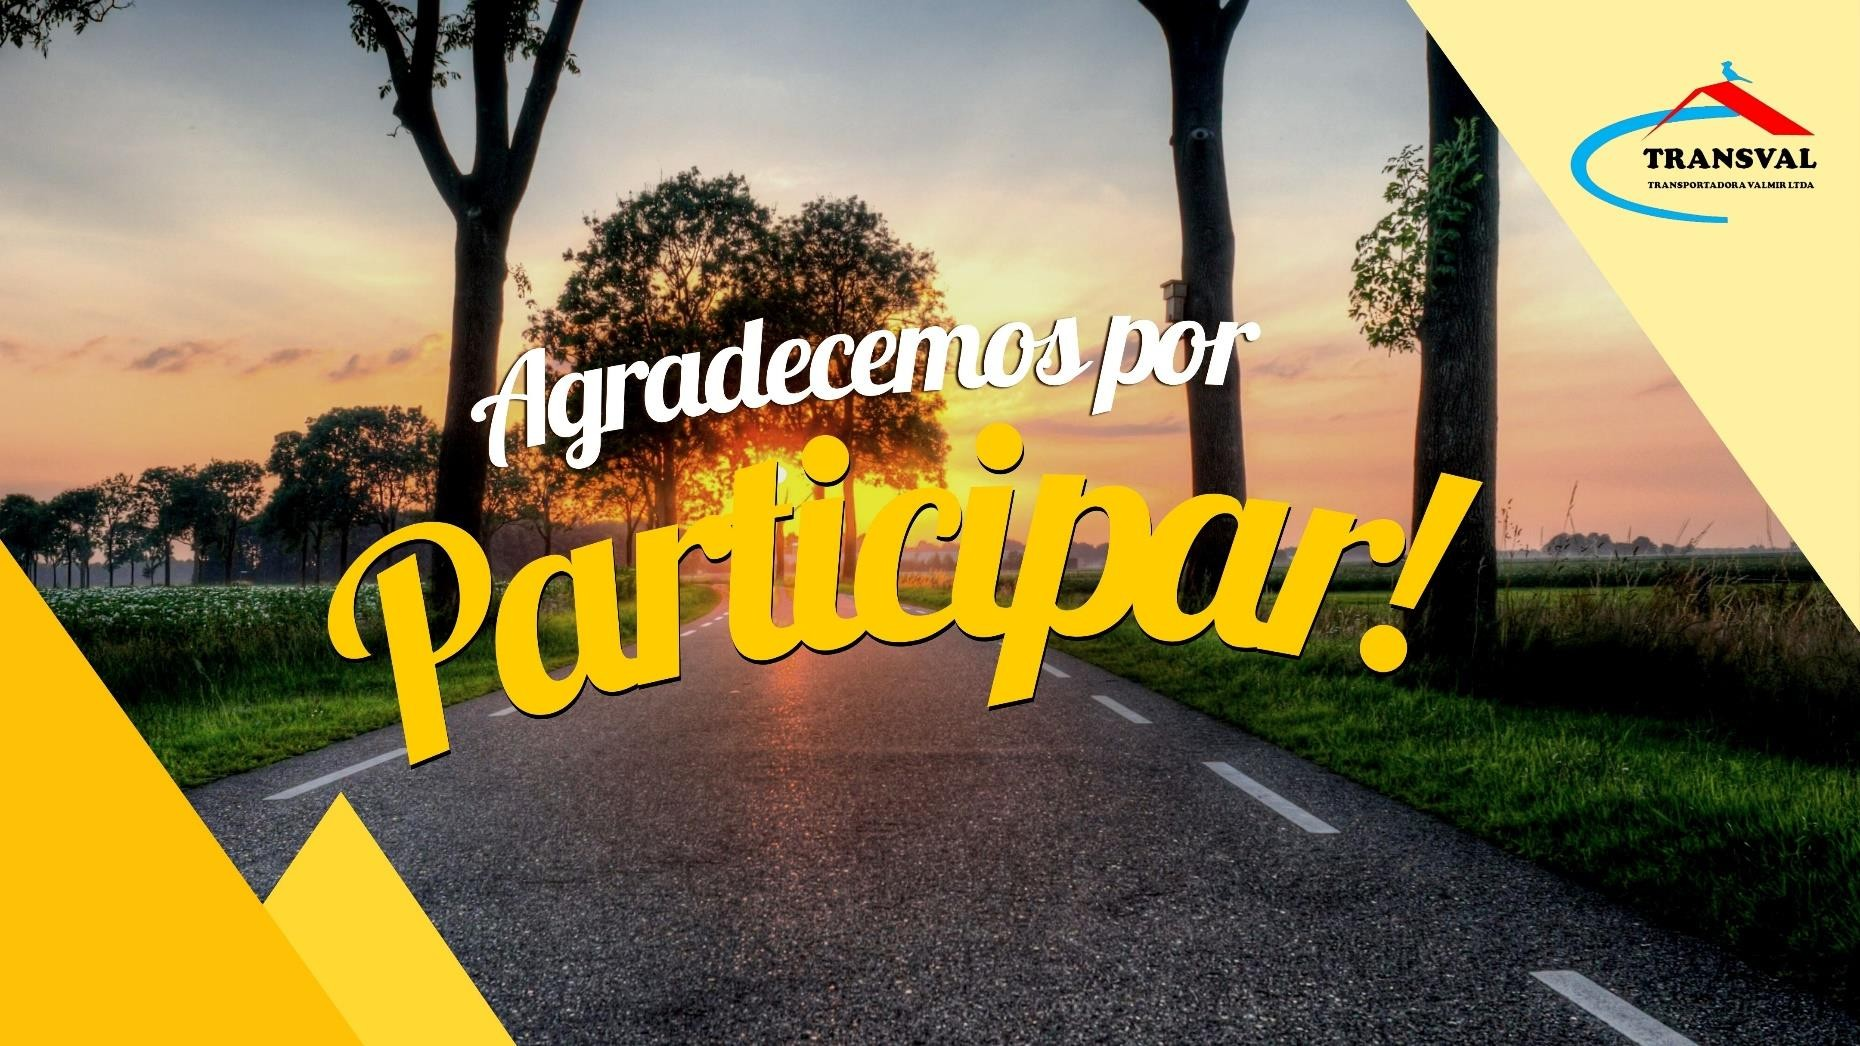 TRANSVAL
TRANSPORTADORA VALMIR LTDA
Agradecemos por
Participar!